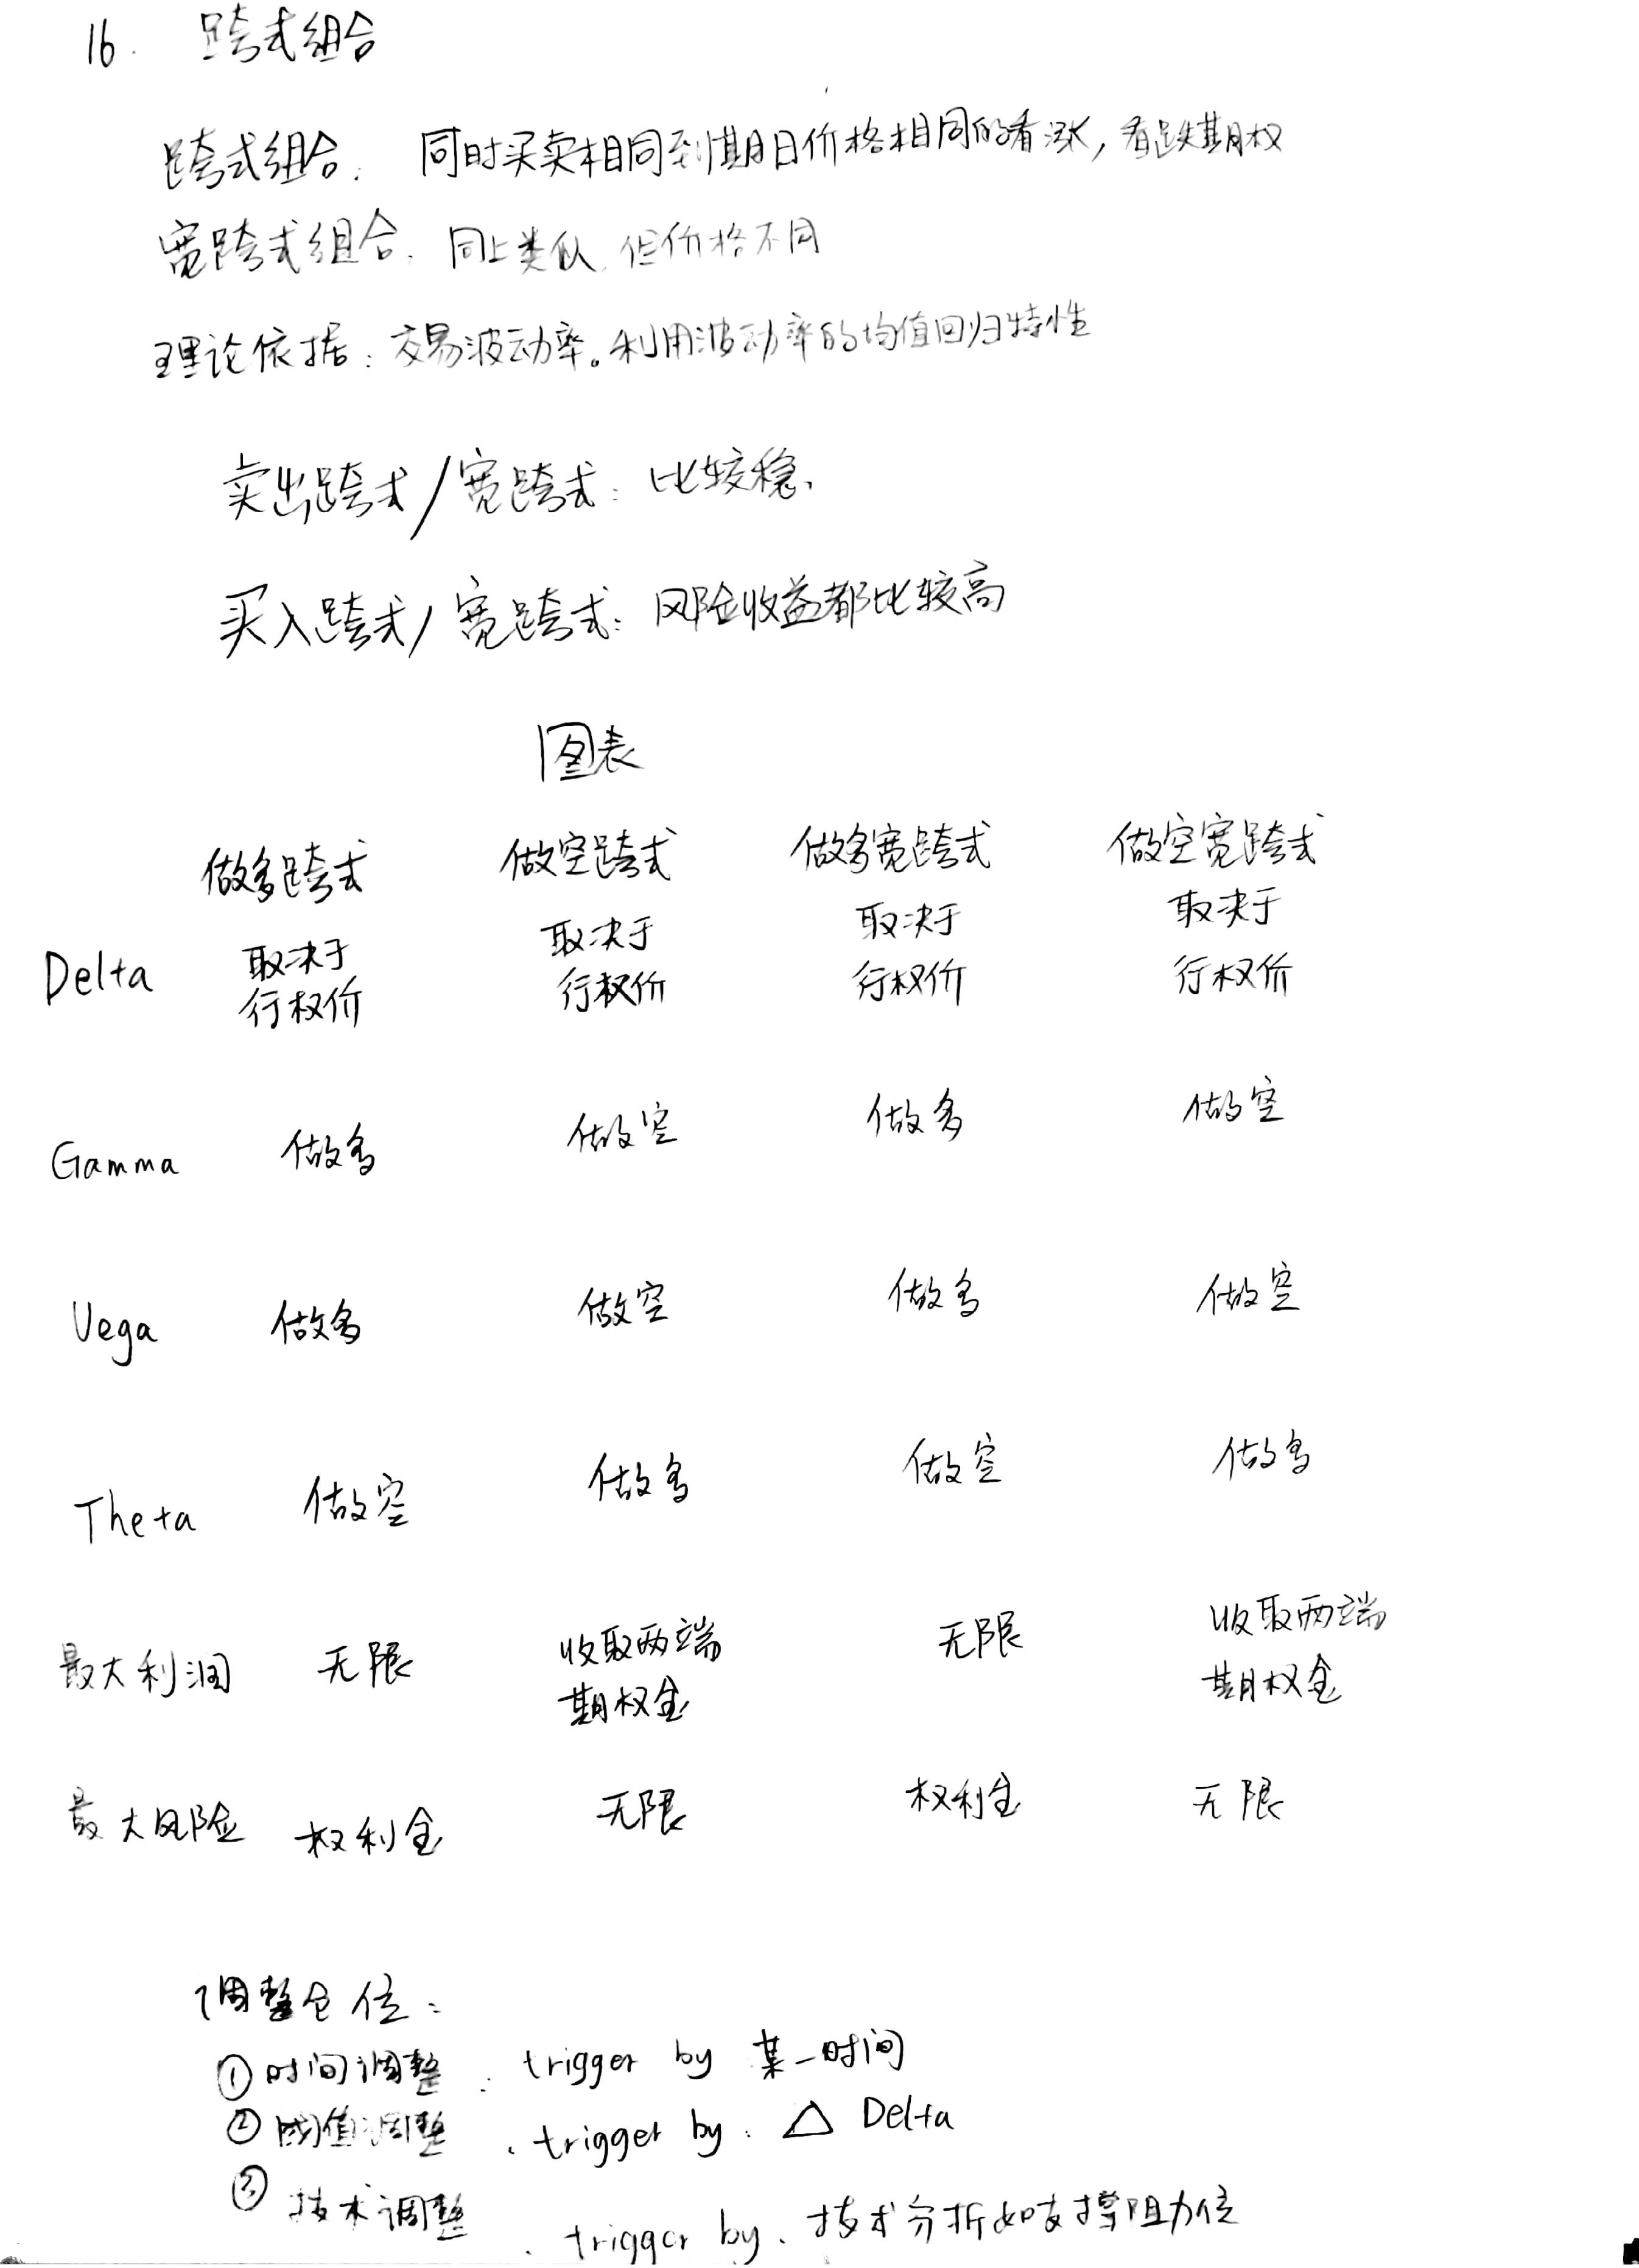 16. 跨式组合
跨式组合: 同时买卖相同到期日价格相同的看涨, 看跌期权
宽跨式组合. 同上类似, 但价格不同
理论依据: 交易波动率。利用波动率的均值回归特性
卖出跨式/宽跨式: 比较稳、
买入跨式/宽跨式: 风险收益都比较高
图表
做多跨式 做空跨式 做多宽跨式 做空宽跨式
Delta 取决于行权价 取决于行权价 取决于行权价 取决于行权价
Gamma 做多 做空 做多 做空
Vega 做多 做空 做多 做空
Theta 做空 做多 做空 做多
最大利润 无限 收取两端期权金 无限 收取两端期权金
最大风险 权利金 无限 权利金 无限
调整仓位:
① 时间调整: trigger by 某一时间
② 阈值调整. trigger by. △ Delta
③ 技术调整. trigger by. 技术分析如支撑阻力位